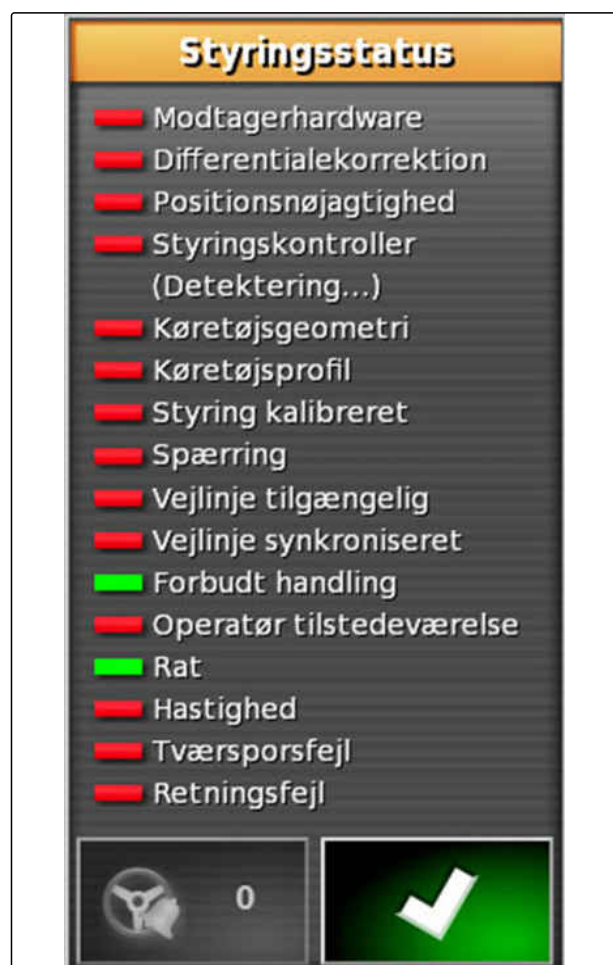 Styringsstatus
Modtagerhardware
Differentialekorrektion
Positionsnøjagtighed
Styringskontroller
(Detektering...)
Køretøjsgeometri
Køretøjsprofil
Styring kalibreret
Spærring
Vejlinje tilgængelig
Vejlinje synkroniseret
Forbudt handling
Operatør tilstedeværelse
Rat
Hastighed
Tværsporsfejl
Retningsfejl
0